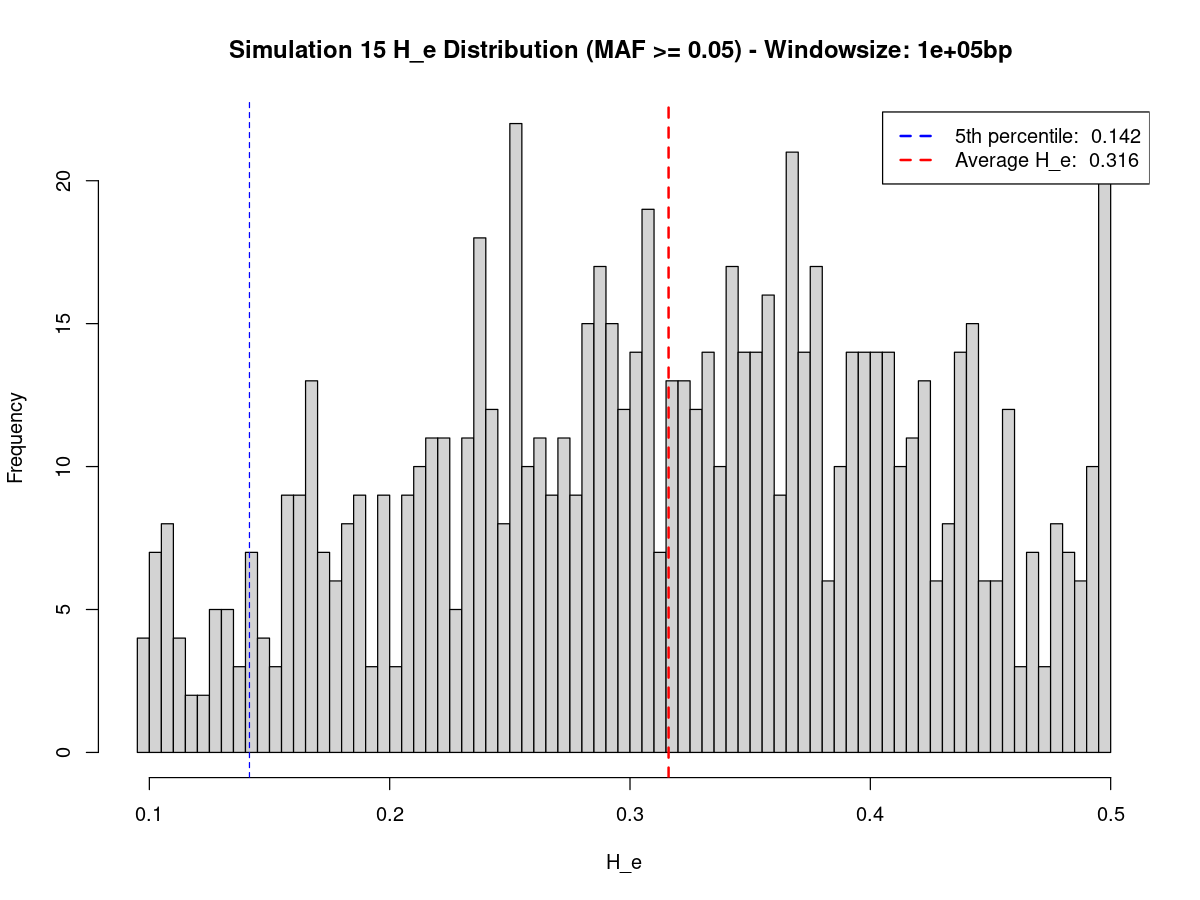 Simulation 15 H_e Distribution (MAF >= 0.05) - Windowsize: 1e+05bp
5th percentile:  0.142
Average H_e:  0.316
Frequency
20
15
10
5
0
0.1
0.2
0.3
0.4
0.5
H_e